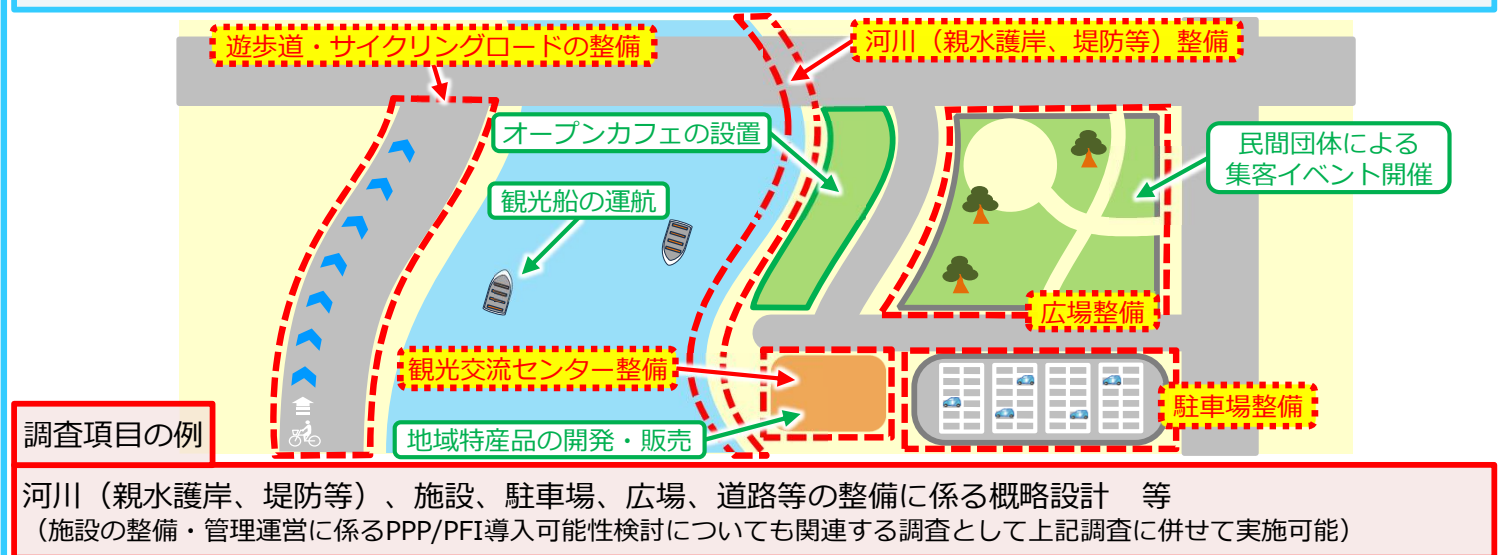 遊歩道・サイクリングロードの整備
河川（親水護岸、堤防等）整備
オープンカフェの設置
民間団体による
集客イベント開催
観光船の運航
広場整備
観光交流センター整備
駐車場整備
地域特産品の開発・販売
調査項目の例
河川（親水護岸、堤防等）、施設、駐車場、広場、道路等の整備に係る概略設計　等
（施設の整備・管理運営に係るPPP/PFI導入可能性検討についても関連する調査として上記調査に併せて実施可能）